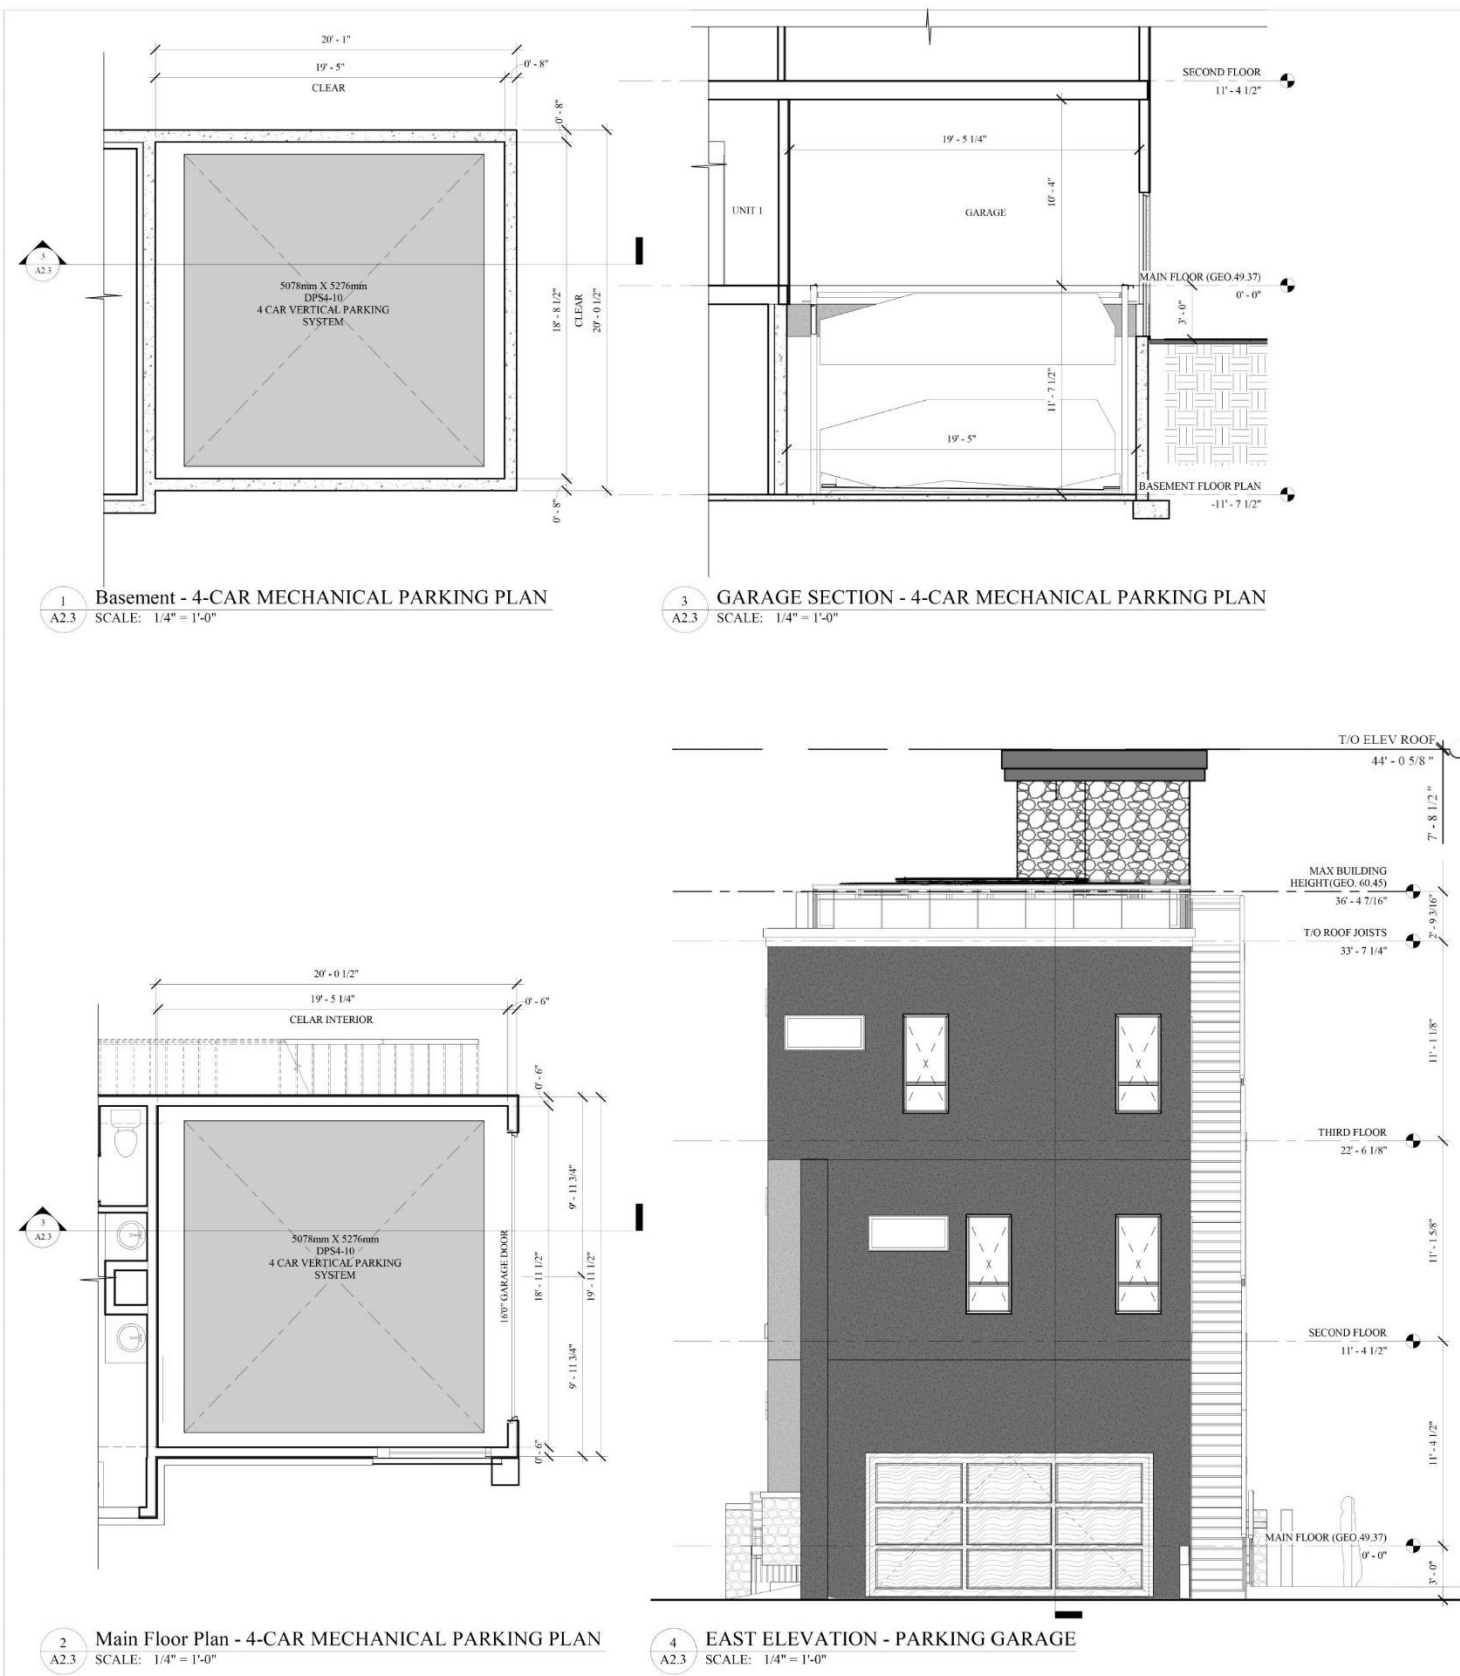 20' - 1"
19' - 5"
0' - 8"
CLEAR
0' - 8"
18' - 8 1/2"
CLEAR
20' - 0 1/2"
0' - 8"
3
A2.3
5078mm X 5276mm
DPS4-10
4 CAR VERTICAL PARKING
SYSTEM
1
A2.3
Basement - 4-CAR MECHANICAL PARKING PLAN
SCALE: 1/4" = 1'-0"
SECOND FLOOR
11' - 4 1/2"
19' - 5 1/4"
10' - 4"
UNIT 1
GARAGE
MAIN FLOOR (GEO.49.37)
0' - 0"
3' - 0"
11' - 7 1/2"
19' - 5"
BASEMENT FLOOR PLAN
-11' - 7 1/2"
3
A2.3
GARAGE SECTION - 4-CAR MECHANICAL PARKING PLAN
SCALE: 1/4" = 1'-0"
20' - 0 1/2"
19' - 5 1/4"
0' - 6"
CELAR INTERIOR
0' - 6"
9' - 11 3/4"
16'0" GARAGE DOOR
18' - 11 1/2"
19' - 11 1/2"
9' - 11 3/4"
0' - 6"
3
A2.3
5078mm X 5276mm
DPS4-10
4 CAR VERTICAL PARKING
SYSTEM
2
A2.3
Main Floor Plan - 4-CAR MECHANICAL PARKING PLAN
SCALE: 1/4" = 1'-0"
T/O ELEV ROOF
44' - 0 5/8 "
7' - 8 1/2 "
MAX BUILDING
HEIGHT(GEO. 60.45)
36' - 4 7/16"
2' - 9 3/16"
T/O ROOF JOISTS
33' - 7 1/4"
11' - 1 1/8"
X
X
THIRD FLOOR
22' - 6 1/8"
11' - 1 5/8"
X
X
SECOND FLOOR
11' - 4 1/2"
11' - 4 1/2"
MAIN FLOOR (GEO.49.37)
0' - 0"
3' - 0"
4
A2.3
EAST ELEVATION - PARKING GARAGE
SCALE: 1/4" = 1'-0"